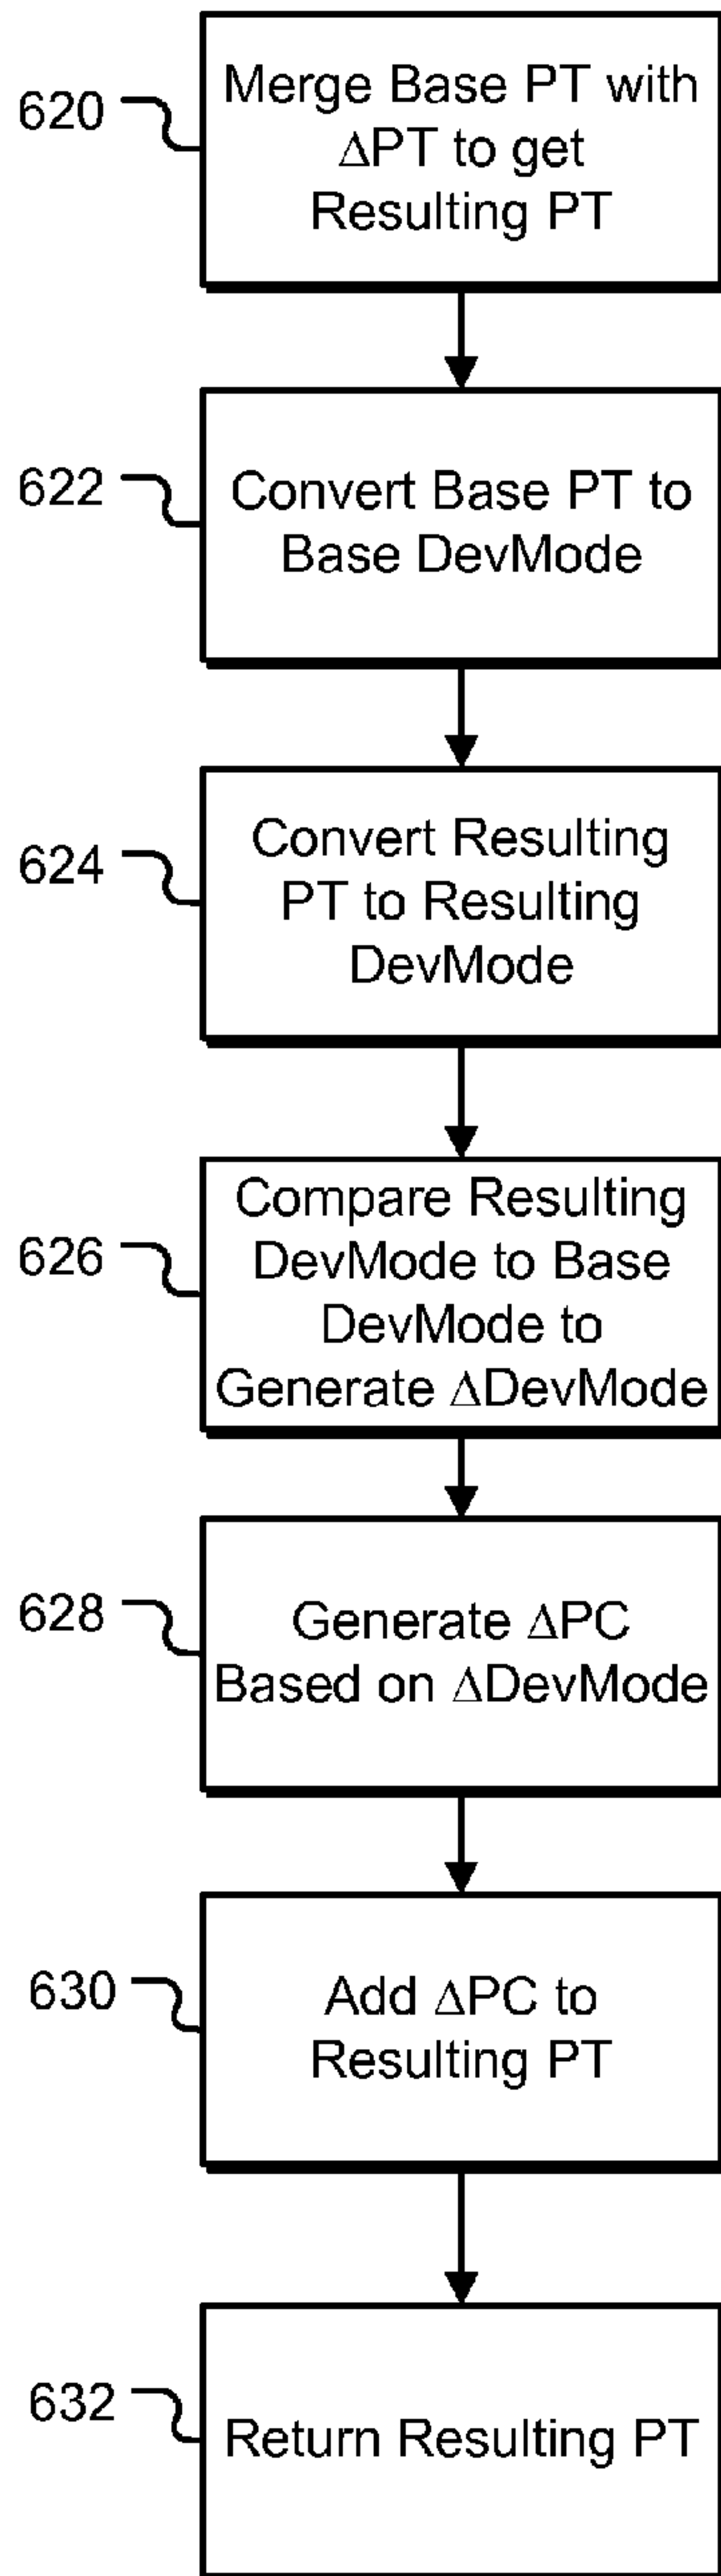 620
Merge Base PT with
ΔPT to get
Resulting PT
622
Convert Base PT to
Base DevMode
624
Convert Resulting
PT to Resulting
DevMode
626
Compare Resulting
DevMode to Base
DevMode to
Generate ΔDevMode
628
Generate ΔPC
Based on ΔDevMode
630
Add ΔPC to
Resulting PT
632
Return Resulting PT